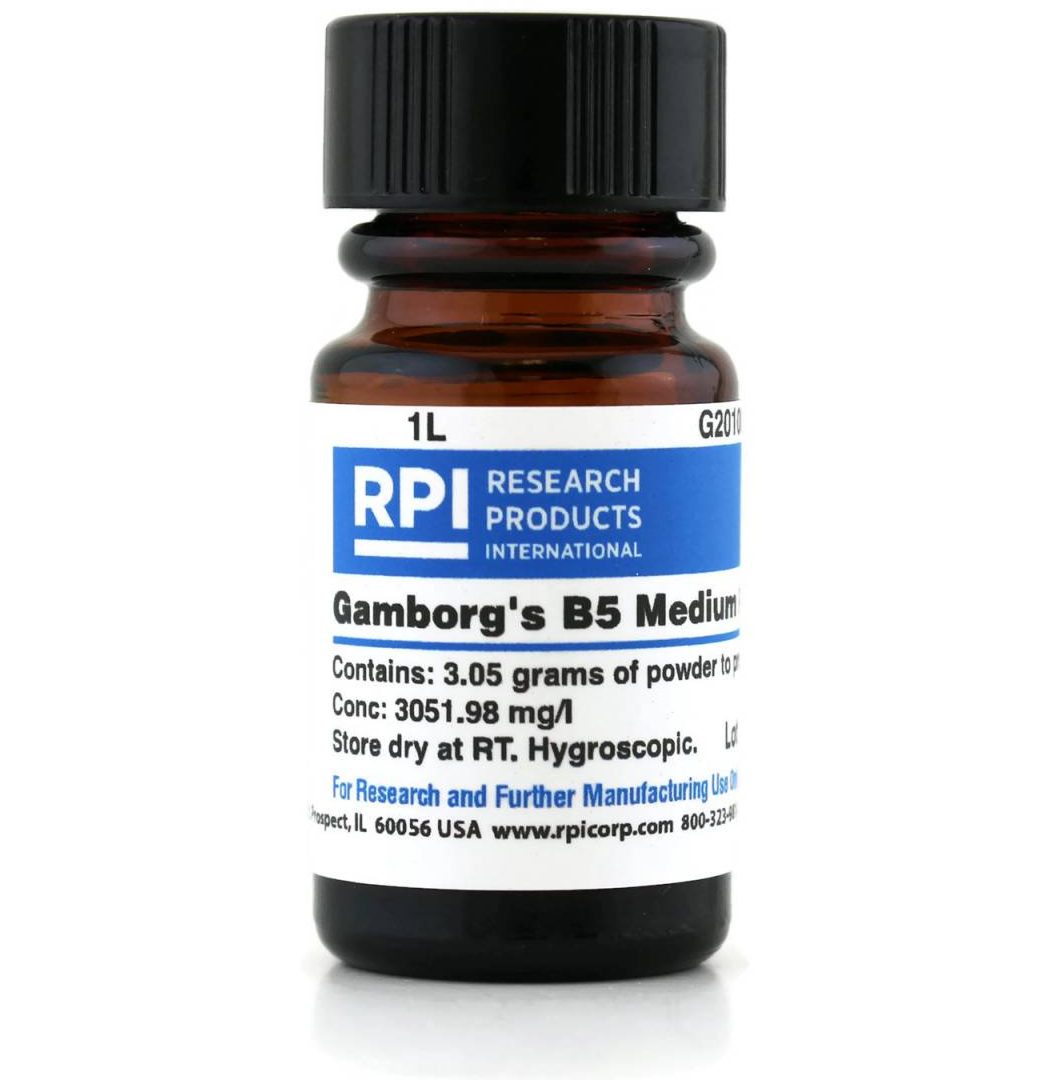 1L G2010
RPI RESEARCH
PRODUCTS
INTERNATIONAL
Gamborg's B5 Medium
Contains: 3.05 grams of powder to
Conc: 3051.98 mg/l
Store dry at RT. Hygroscopic.
For Research and Further Manufacturing Use
Prospect, IL 60056 USA www.rpicorp.com 800-323-98